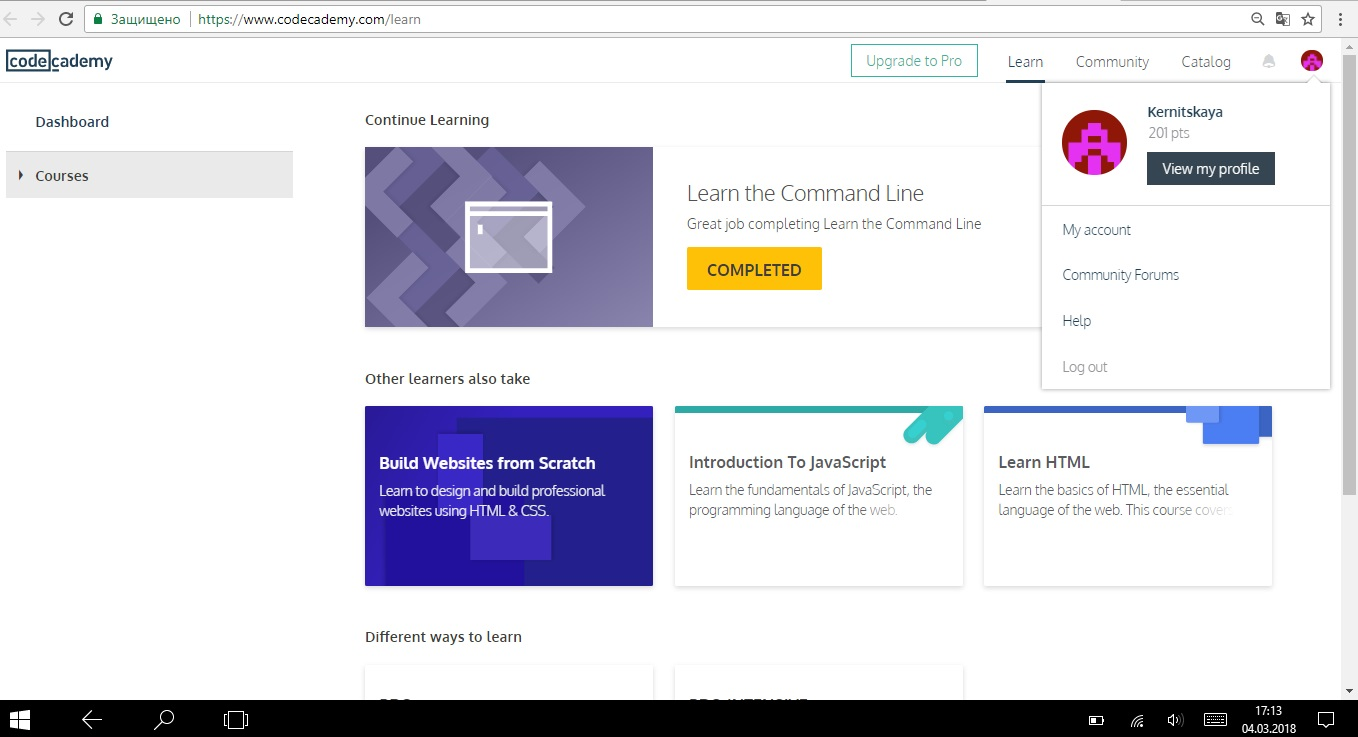 Защищено https://www.codecademy.com/learn
codecademy
Upgrade to Pro
Learn
Community
Catalog
Dashboard
Courses
Continue Learning
Learn the Command Line
Great job completing Learn the Command Line
COMPLETED
Kernitskaya
201 pts
View my profile
My account
Community Forums
Help
Log out
Other learners also take
Build Websites from Scratch
Learn to design and build professional
websites using HTML & CSS.
Introduction To JavaScript
Learn the fundamentals of JavaScript, the
programming language of the web.
Learn HTML
Learn the basics of HTML, the essential
language of the web. This course covers
Different ways to learn
17:13
04.03.2018